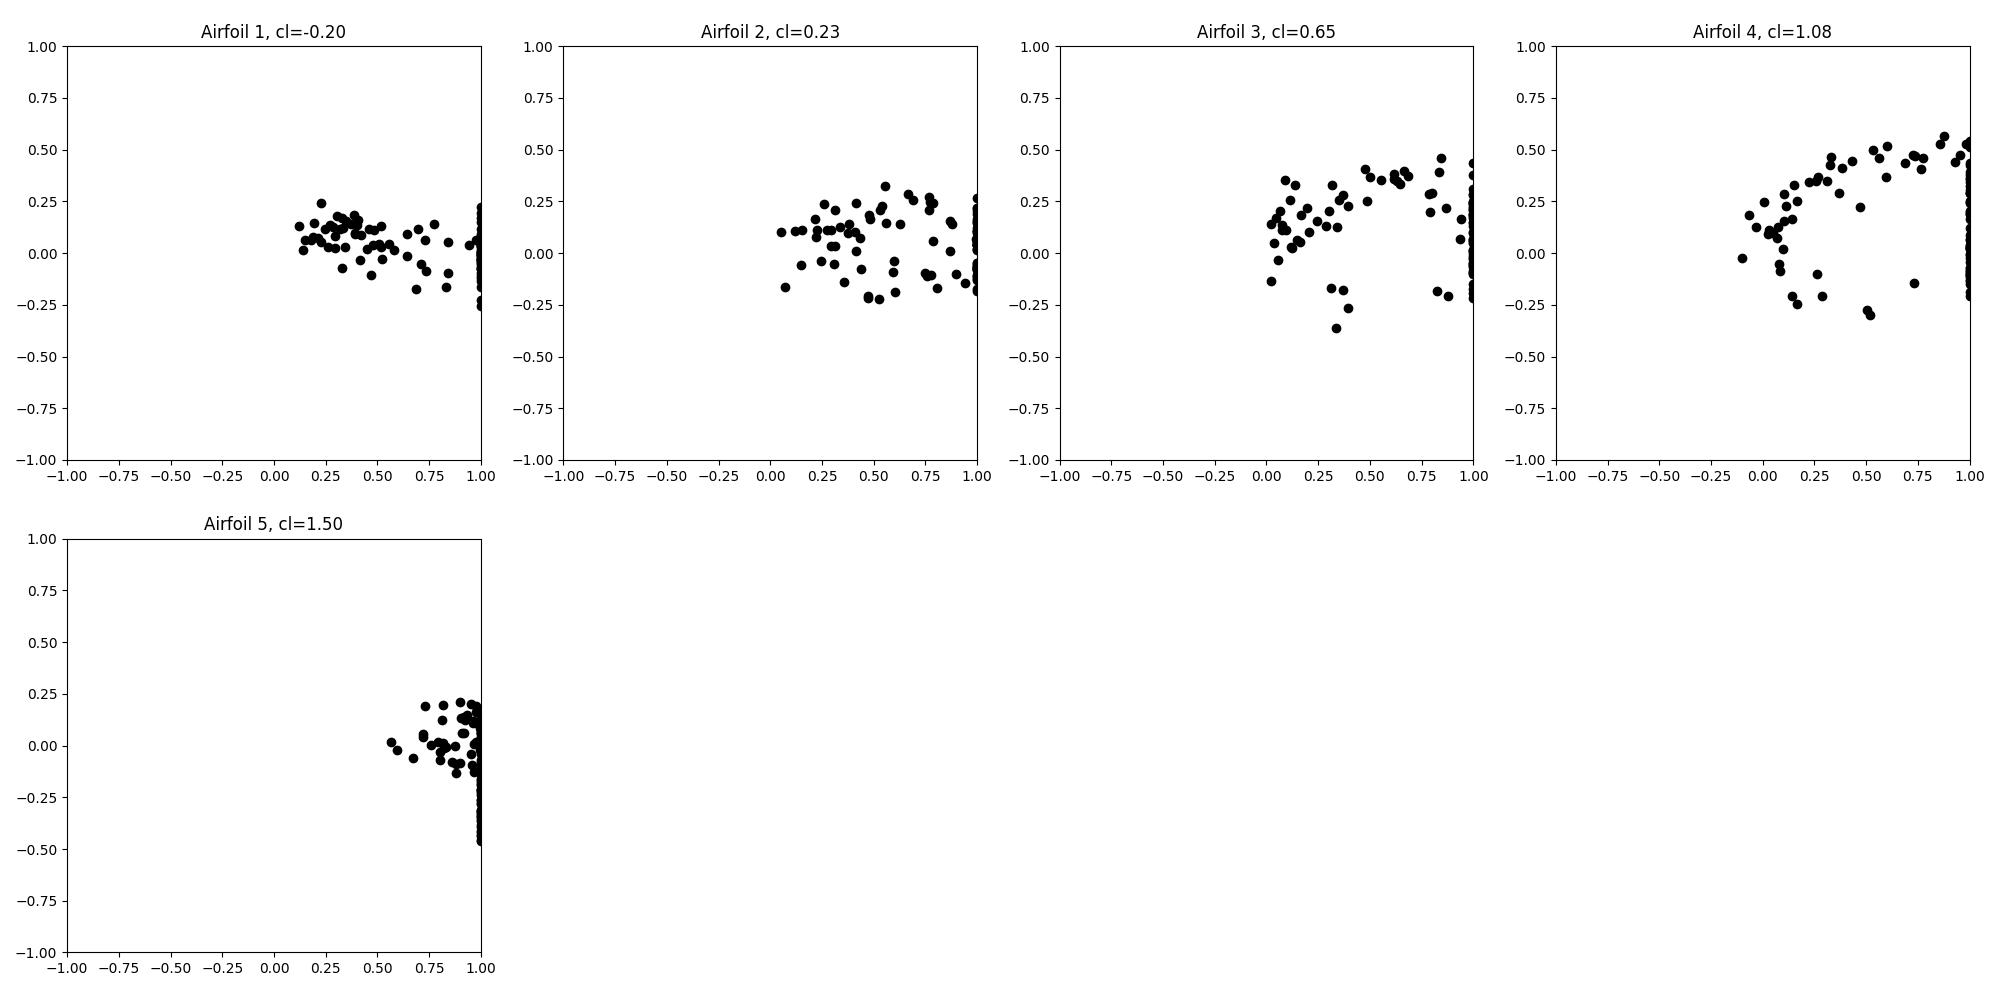 Airfoil 1, cl=-0.20
Airfoil 2, cl=0.23
Airfoil 3, cl=0.65
Airfoil 4, cl=1.08
1.00 1.00 1.00 1.00
0.75 0.75 0.75 0.75
0.50 0.50 0.50 0.50
0.25 0.25 0.25 0.25
0.00 0.00 0.00 0.00
−0.25 −0.25 −0.25 −0.25
−0.50 −0.50 −0.50 −0.50
−0.75 −0.75 −0.75 −0.75
−1.00 −1.00 −1.00 −1.00
−1.00 −0.75 −0.50 −0.25 0.00 0.25 0.50 0.75 1.00
−1.00 −0.75 −0.50 −0.25 0.00 0.25 0.50 0.75 1.00
−1.00 −0.75 −0.50 −0.25 0.00 0.25 0.50 0.75 1.00
−1.00 −0.75 −0.50 −0.25 0.00 0.25 0.50 0.75 1.00
Airfoil 5, cl=1.50
1.00
0.75
0.50
0.25
0.00
−0.25
−0.50
−0.75
−1.00
−1.00 −0.75 −0.50 −0.25 0.00 0.25 0.50 0.75 1.00